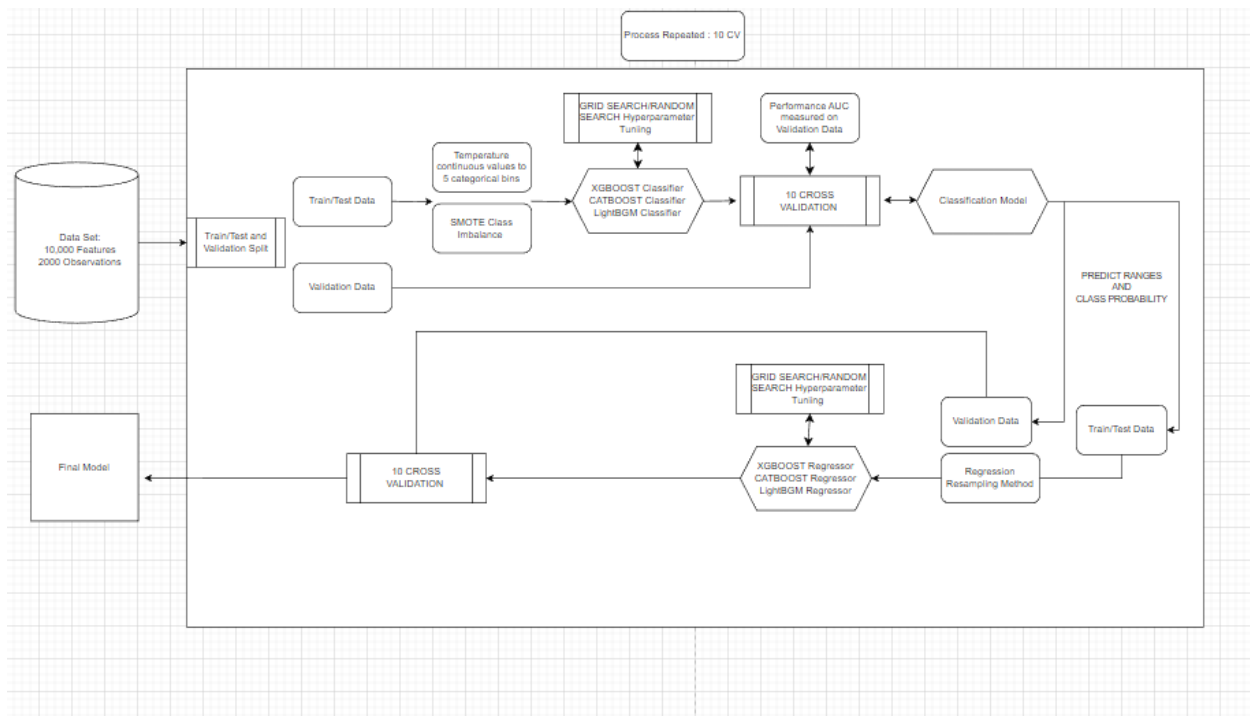 Process Repeated : 10 CV
GRID SEARCH/RANDOM
SEARCH Hyperparameter
Tuning
Performance AUC
measured on
Validation Data
Temperature
continuous values to
5 categorical bins
XGBOOST Classifier
CATBOOST Classifier
LightBGM Classifier
10 CROSS
VALIDATION
Classification Model
Train/Test Data
SMOTE Class
Imbalance
Data Set:
10,000 Features
2000 Observations
Train/Test and
Validation Split
Validation Data
PREDICT RANGES
AND
CLASS PROBABILITY
GRID SEARCH/RANDOM
SEARCH Hyperparameter
Tuning
Validation Data
Train/Test Data
Final Model
10 CROSS
VALIDATION
XGBOOST Regressor
CATBOOST Regressor
LightBGM Regressor
Regression
Resampling Method